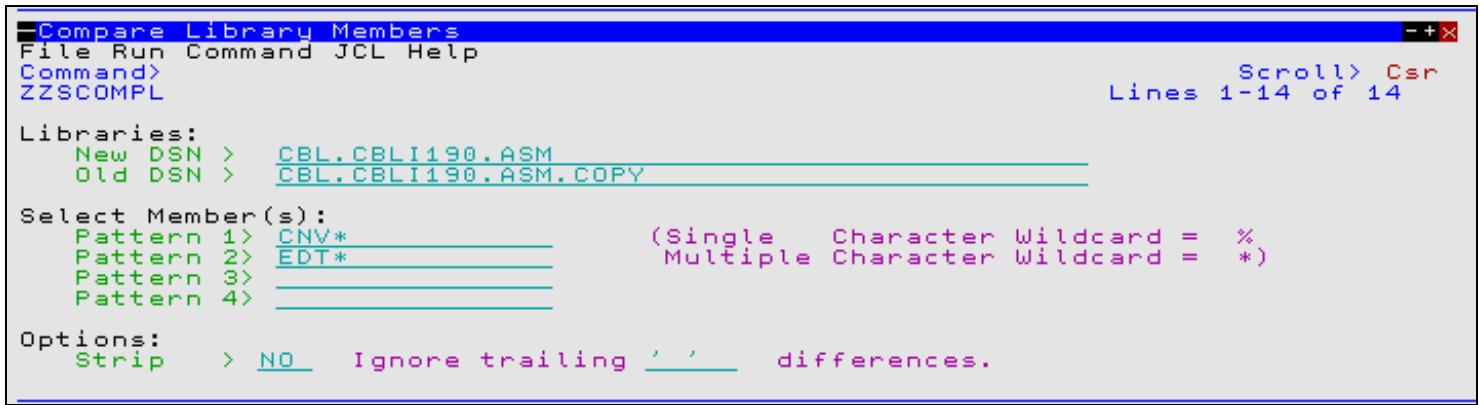 Compare Library Members
File Run Command JCL Help
Command> Scroll> Csr
ZZSCOMPL Lines 1-14 of 14
Libraries:
New DSN > CBL.CBLI190.ASM
Old DSN > CBL.CBLI190.ASM.COPY
Select Member(s):
Pattern 1> CNV* (Single Character Wildcard = %
Pattern 2> EDT* Multiple Character Wildcard = *)
Pattern 3>
Pattern 4>
Options:
Strip > NO Ignore trailing ' ' differences.